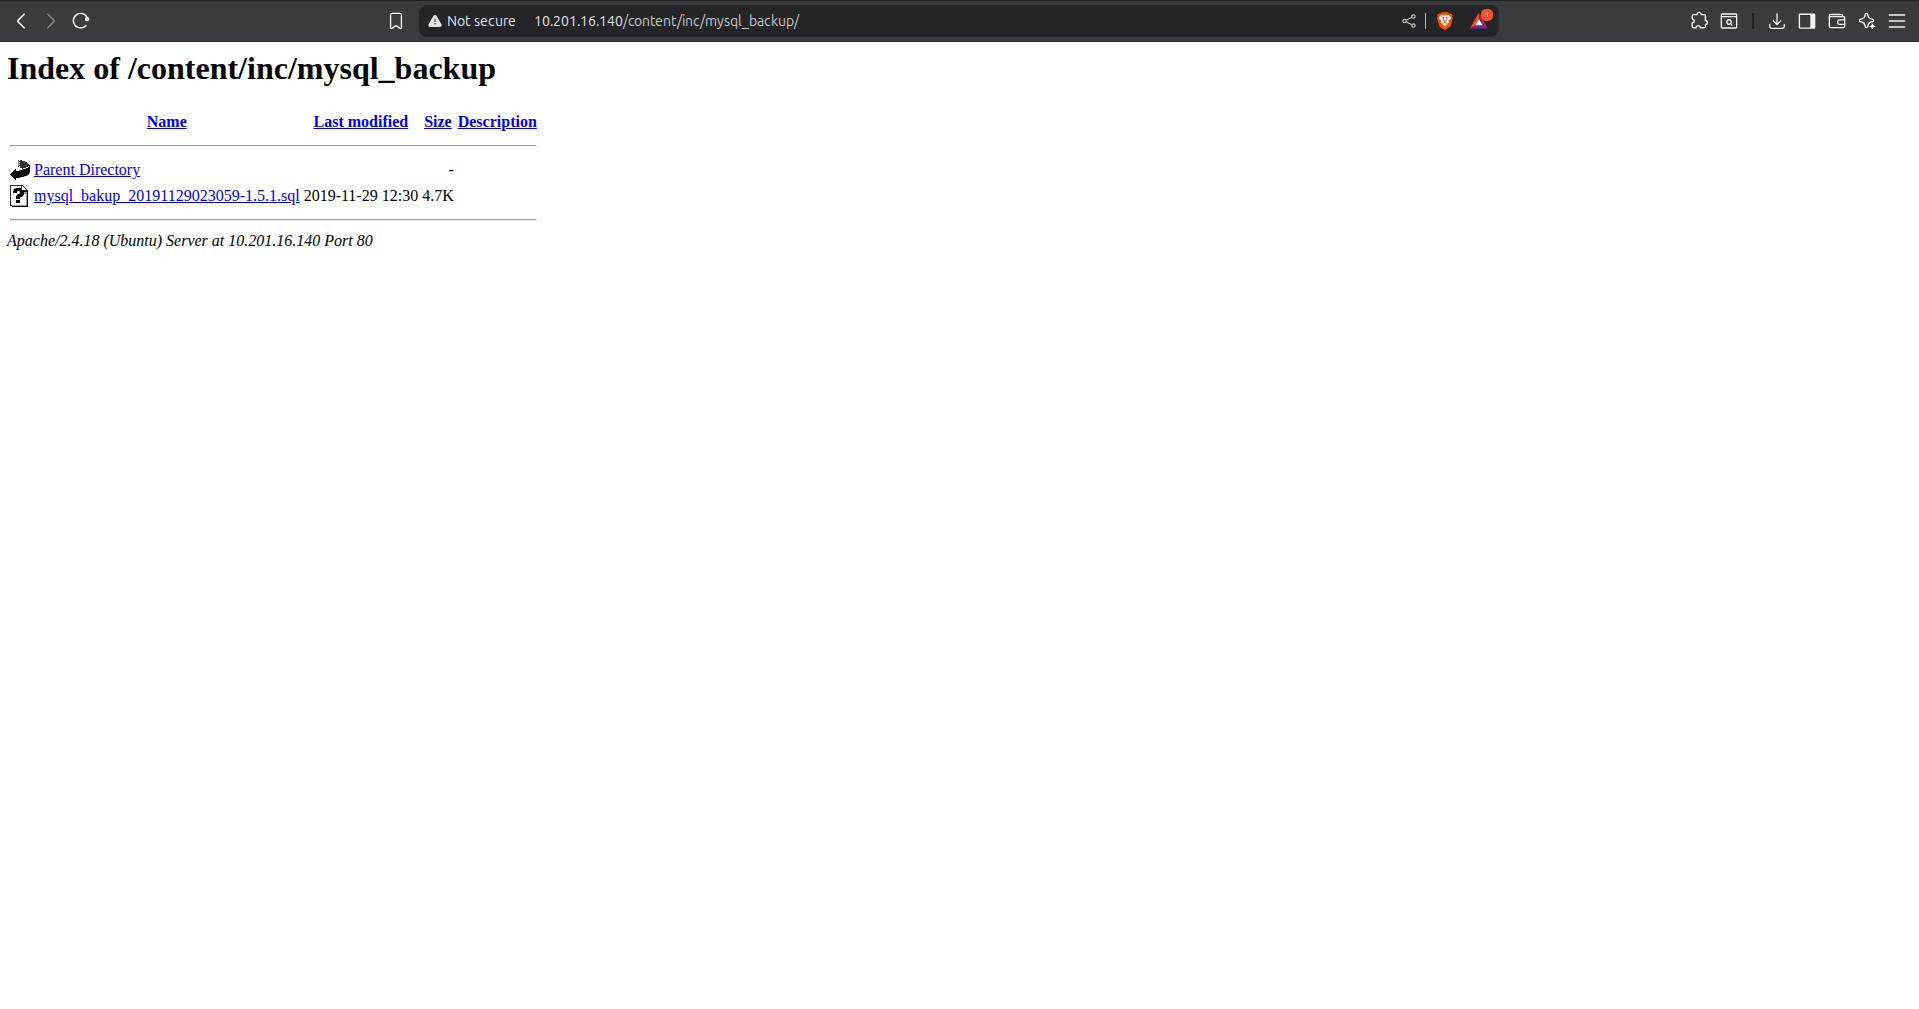 Not secure 10.201.16.140/content/inc/mysql_backup/ 1
Index of /content/inc/mysql_backup
Name Last modified Size Description
Parent Directory -
mysql_bakup_20191129023059-1.5.1.sql 2019-11-29 12:30 4.7K
Apache/2.4.18 (Ubuntu) Server at 10.201.16.140 Port 80